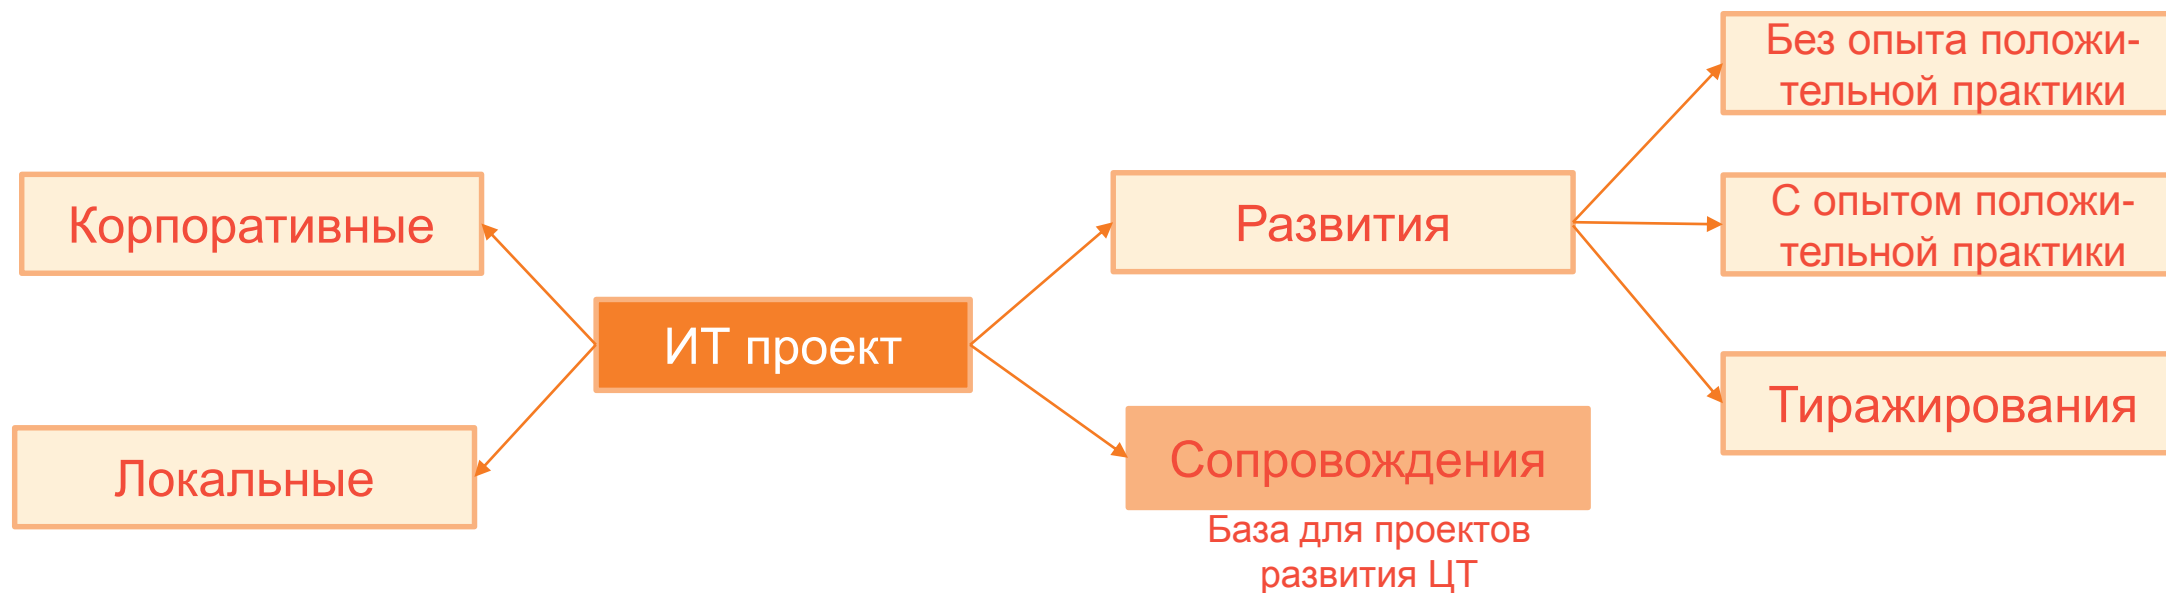 Без опыта положи-
тельной практики
Корпоративные
Развития
С опытом положи-
тельной практики
ИТ проект
Тиражирования
Локальные
Сопровождения
База для проектов
развития ЦТ